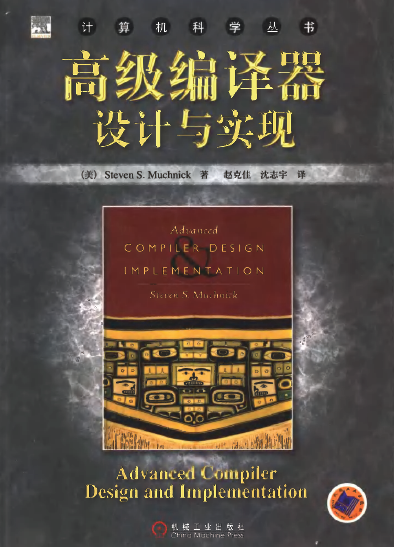 计算机科学丛书
高级编译器
设计与实现
(美) Steven S. Muchnick 著 赵克佳 沈志宇 译
Advanced
&
COMPILER DESIGN
IMPLEMENTATION
Steven S. Muchnick
Advanced Compiler
Design and Implementation
机械工业出版社
China Machine Press